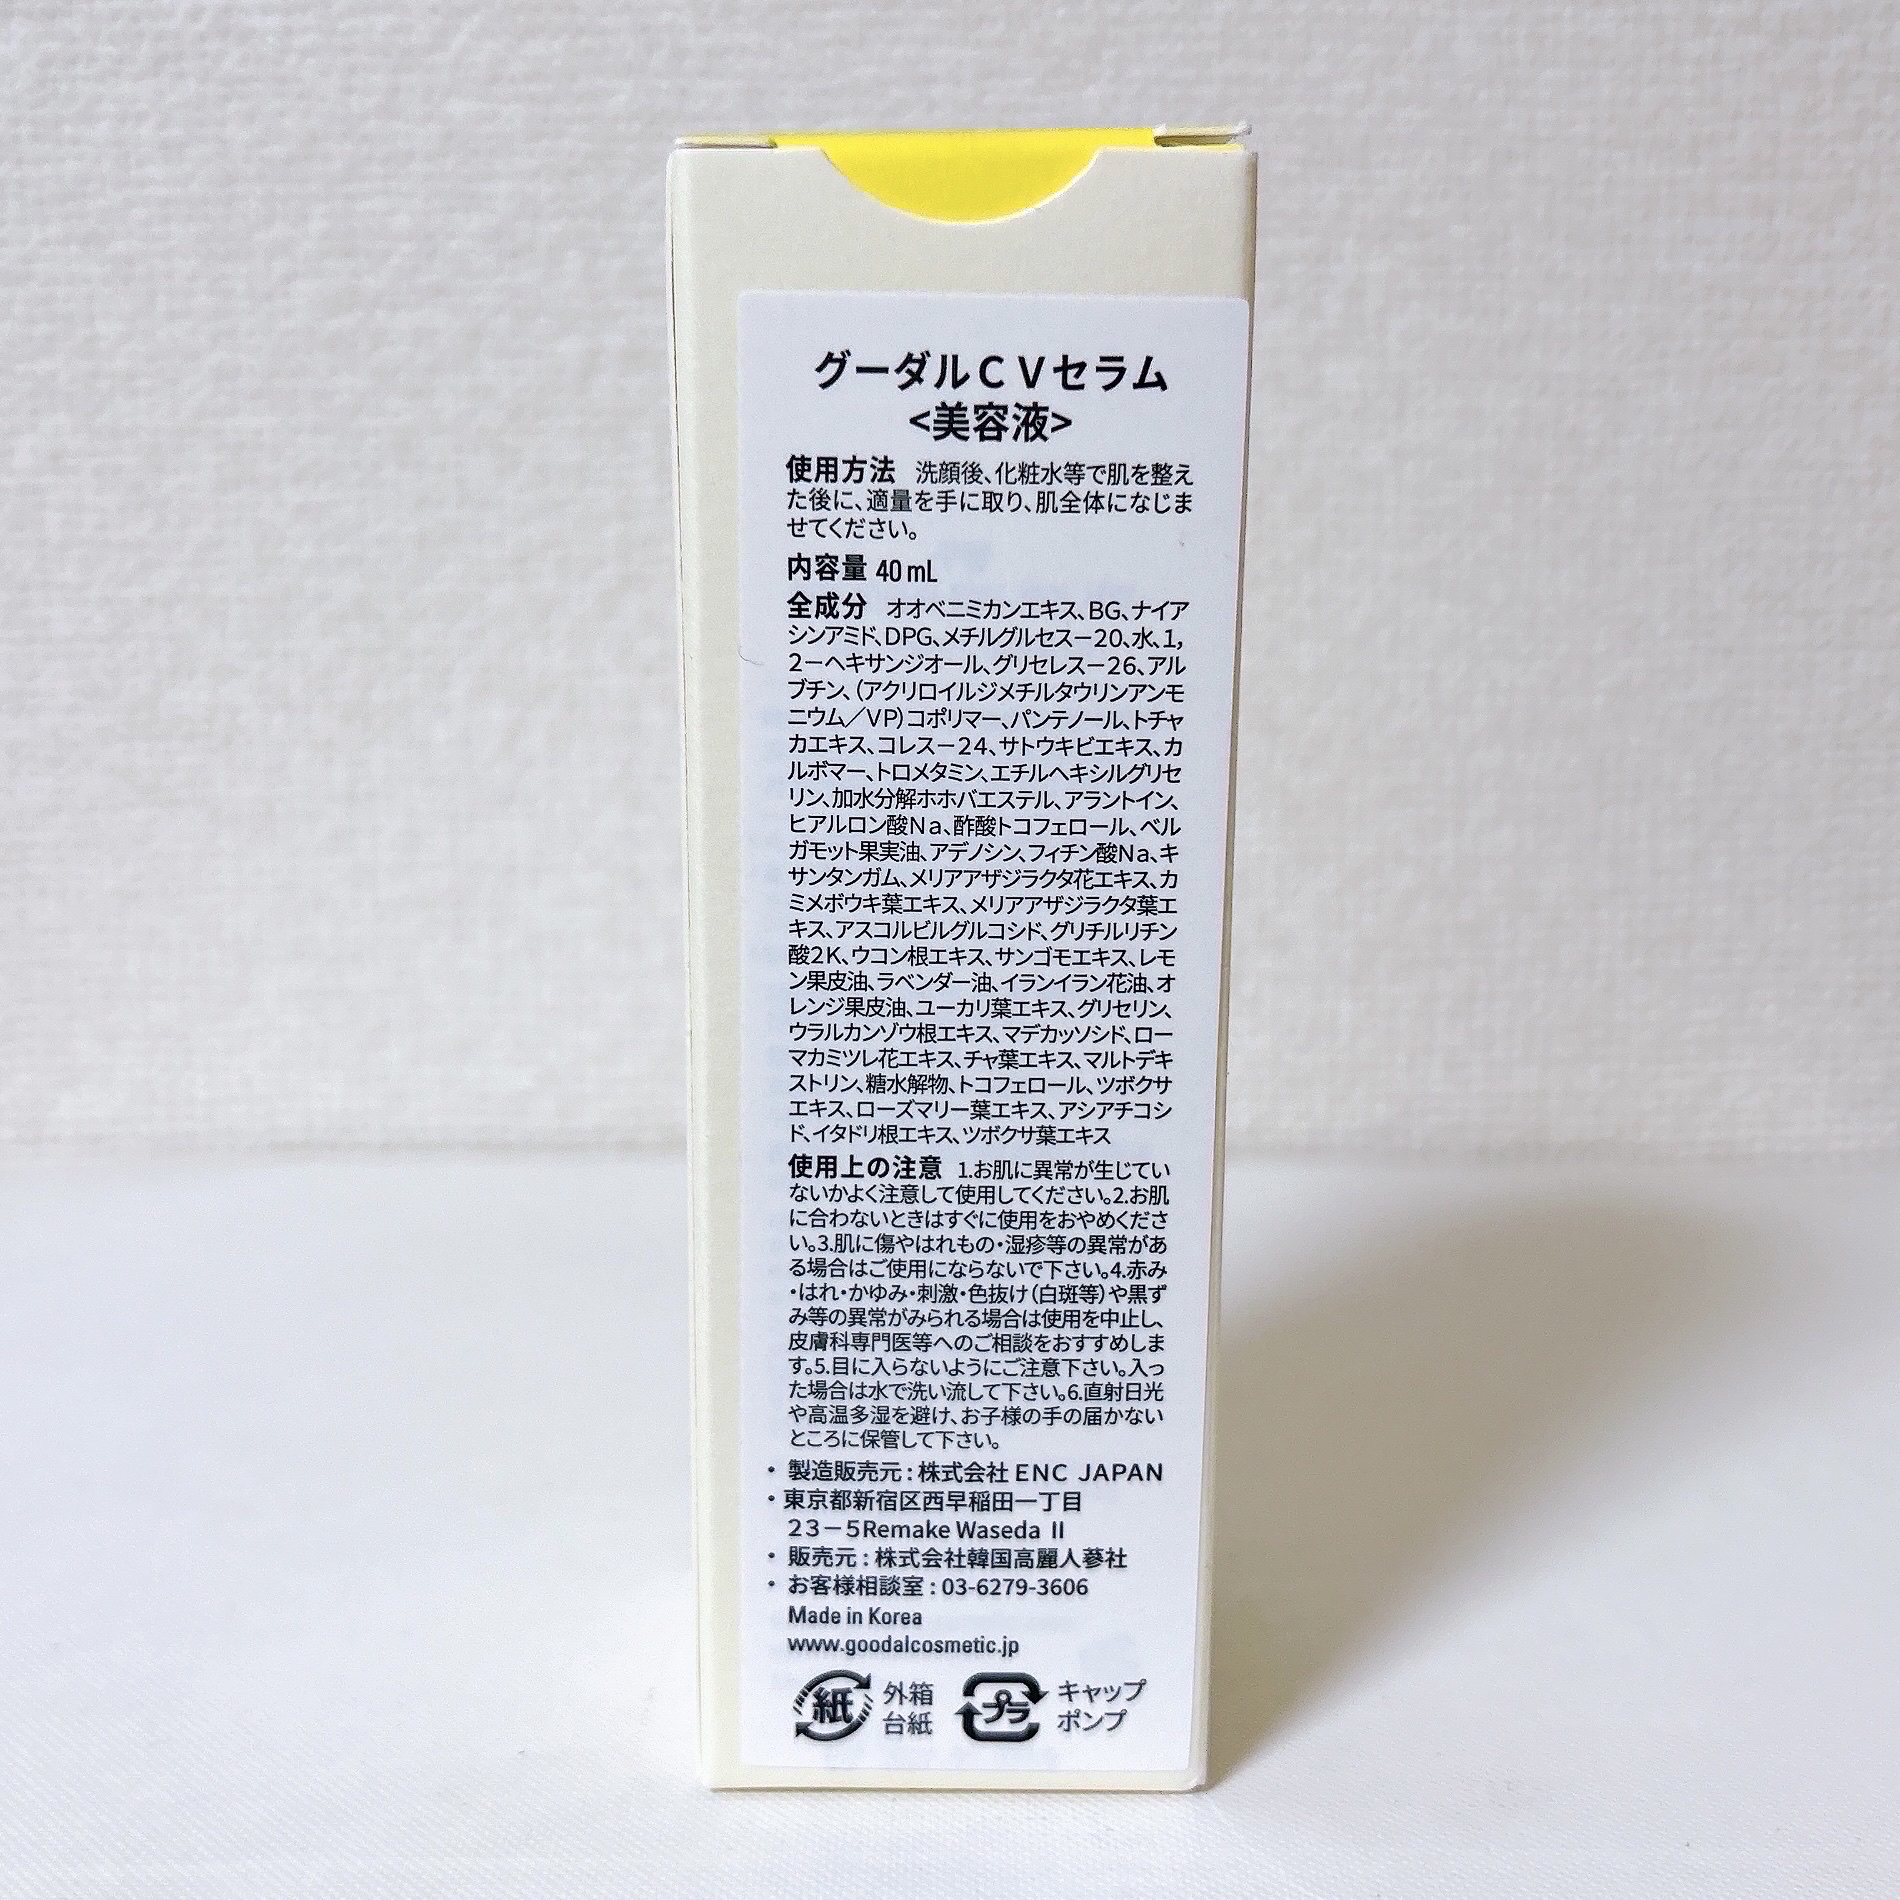 グーダルＣＶセラム
<美容液>
使用方法 洗顔後、化粧水等で肌を整え
た後に、適量を手に取り、肌全体になじま
せてください。
内容量 40 mL
全成分 オオベニミカンエキス、BG、ナイア
シンアミド、DPG、メチルグルセス－20、水、1,
2－ヘキサンジオール、グリセレス－26、アル
ブチン、（アクリロイルジメチルタウリンアンモ
ニウム／VP）コポリマー、パンテノール、トチャ
カエキス、コレス－24、サトウキビエキス、カ
ルボマー、トロメタミン、エチルヘキシルグリセ
リン、加水分解ホホバエステル、アラントイン、
ヒアルロン酸Na、酢酸トコフェロール、ベル
ガモット果実油、アデノシン、フィチン酸Na、キ
サンタンガム、メリアアザジラクタ花エキス、カ
ミメボウキ葉エキス、メリアアザジラクタ葉エ
キス、アスコルビルグルコシド、グリチルリチン
酸2K、ウコン根エキス、サンゴモエキス、レモ
ン果皮油、ラベンダー油、イランイラン花油、オ
レンジ果皮油、ユーカリ葉エキス、グリセリン、
ウラルカンゾウ根エキス、マデカッソシド、ロー
マカミツレ花エキス、チャ葉エキス、マルトデキ
ストリン、糖水解物、トコフェロール、ツボクサ
エキス、ローズマリー葉エキス、アシアチコシ
ド、イタドリ根エキス、ツボクサ葉エキス
使用上の注意 1.お肌に異常が生じてい
ないかよく注意して使用してください。2.お肌
に合わないときはすぐに使用をおやめくださ
い。3.肌に傷やはれもの・湿疹等の異常があ
る場合はご使用にならないで下さい。4.赤み
・はれ・かゆみ・刺激・色抜け（白斑等）や黒ず
み等の異常がみられる場合は使用を中止し、
皮膚科専門医等へのご相談をおすすめしま
す。5.目に入らないようにご注意下さい。入っ
た場合は水で洗い流して下さい。6.直射日光
や高温多湿を避け、お子様の手の届かない
ところに保管して下さい。
・製造販売元：株式会社 ENC JAPAN
・東京都新宿区西早稲田一丁目
23－5Remake Waseda Ⅱ
・販売元：株式会社韓国高麗人蔘社
・お客様相談室：03-6279-3606
Made in Korea
www.goodalcosmetic.jp
紙 外箱 台紙 プラ キャップ ポンプ